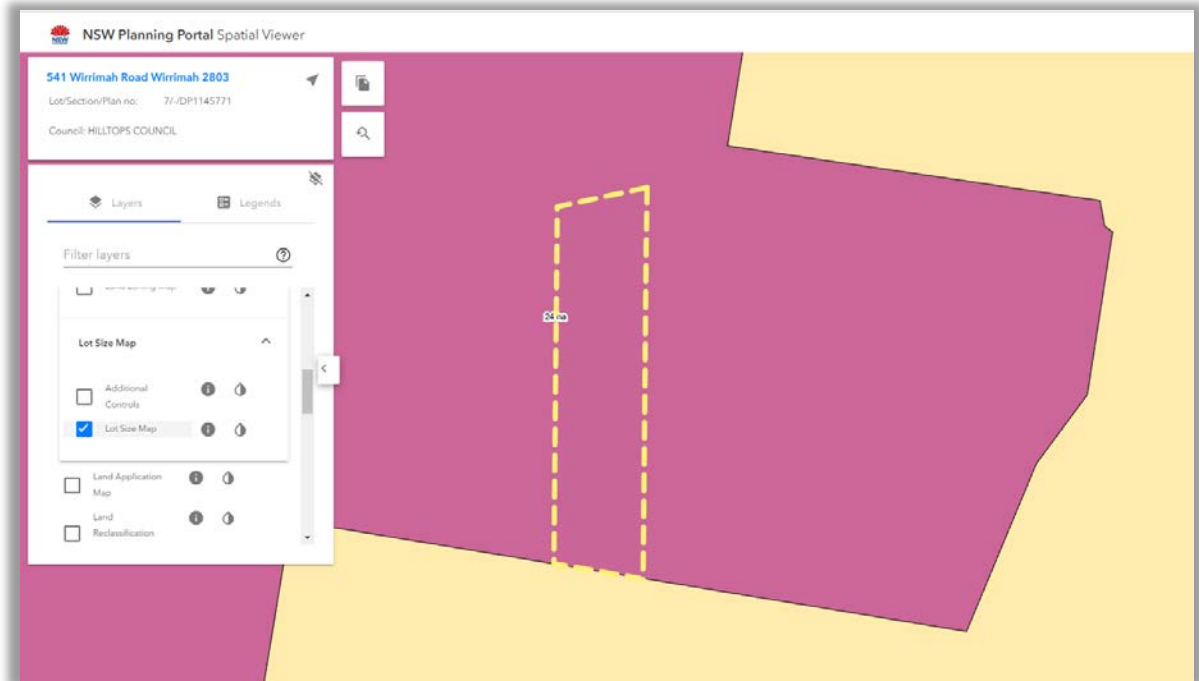 NSW
NSW Planning Portal Spatial Viewer
541 Wirrimah Road Wirrimah 2803
Lot/Section/Plan no: 7/-/DP1145771
Council: HILLTOPS COUNCIL
Layers Legends
Filter layers
Lot Size Map
Additional
Controls
Lot Size Map
Land Application
Map
Land
Reclassification
24 ha